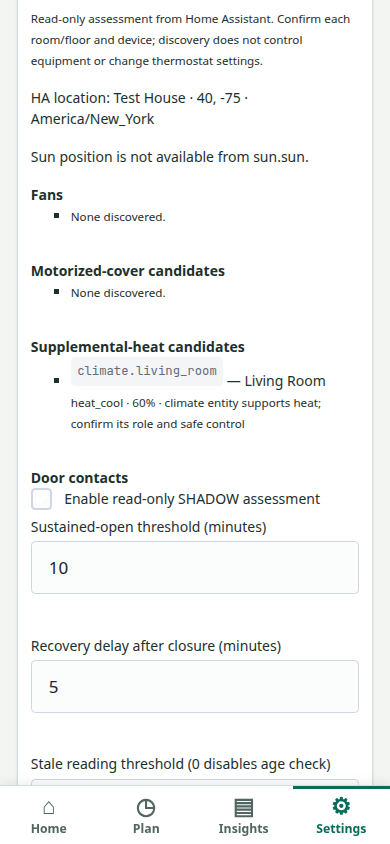 Read-only assessment from Home Assistant. Confirm each
room/floor and device; discovery does not control
equipment or change thermostat settings.
HA location: Test House · 40, -75 ·
America/New_York
Sun position is not available from sun.sun.
Fans
None discovered.
Motorized-cover candidates
None discovered.
Supplemental-heat candidates
climate.living_room — Living Room
heat_cool · 60% · climate entity supports heat;
confirm its role and safe control
Door contacts
Enable read-only SHADOW assessment
Sustained-open threshold (minutes)
10
Recovery delay after closure (minutes)
5
Stale reading threshold (0 disables age check)
Home Plan Insights Settings